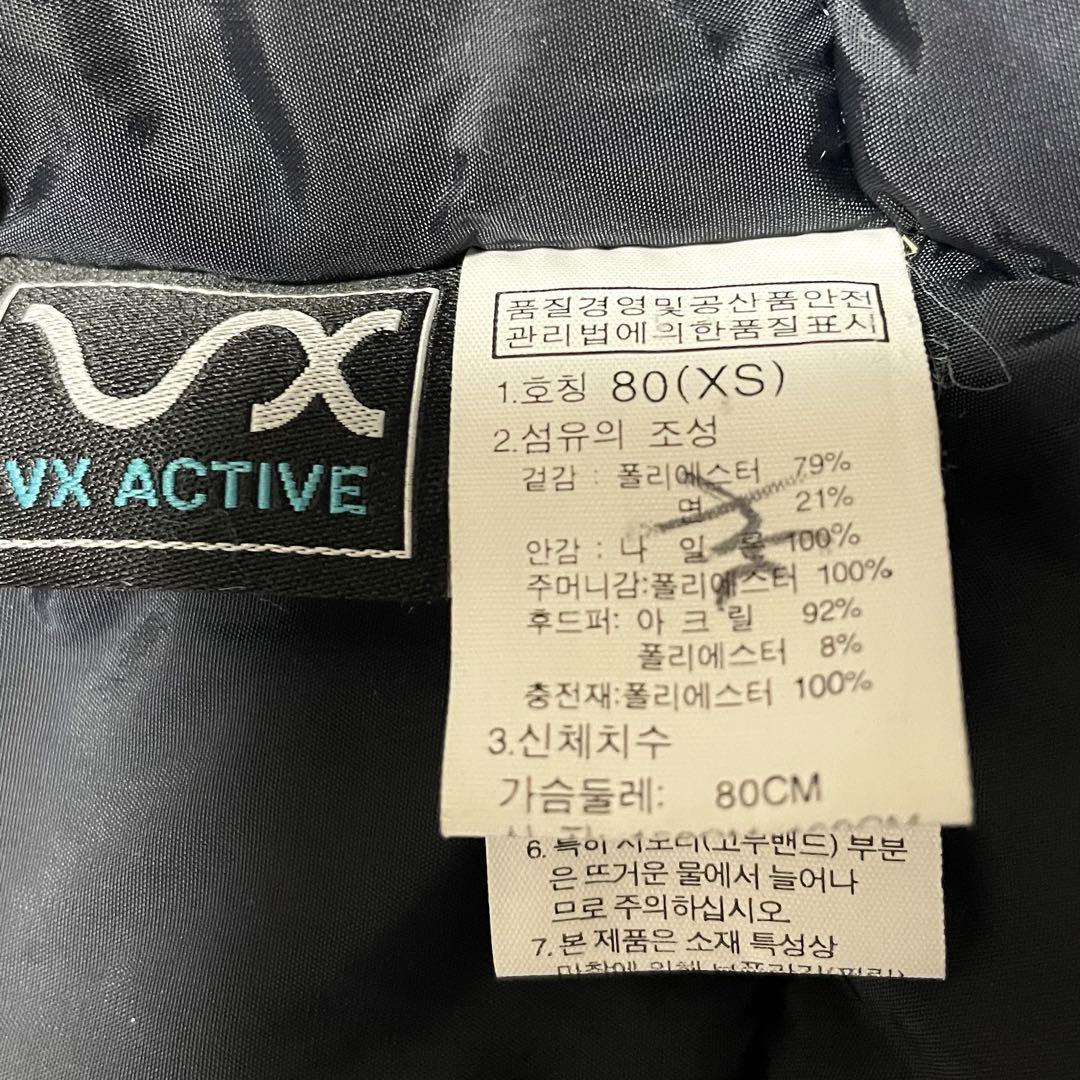 VX
VX ACTIVE
품질경영및공산품안전
관리법에의한품질표시
1.호칭 80(XS)
2.섬유의 조성
겉감 : 폴리에스터 79%
면 21%
안감 : 나 일 론 100%
주머니감:폴리에스터 100%
후드퍼: 아 크 릴 92%
폴리에스터 8%
충전재:폴리에스터 100%
3.신체치수
가슴둘레: 80CM
6. 특히 시보리(고무밴드) 부분
은 뜨거운 물에서 늘어나
므로 주의하십시오
7. 본 제품은 소재 특성상